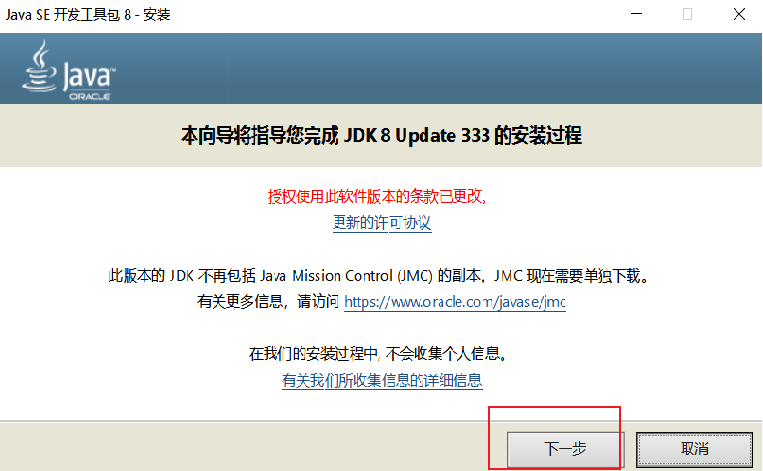 Java SE 开发工具包 8 - 安装
Java™
ORACLE
本向导将指导您完成 JDK 8 Update 333 的安装过程
授权使用此软件版本的条款已更改。
更新的许可协议
此版本的 JDK 不再包括 Java Mission Control (JMC) 的副本。JMC 现在需要单独下载。
有关更多信息，请访问 https://www.oracle.com/javase/jmc
在我们的安装过程中, 不会收集个人信息。
有关我们所收集信息的详细信息
下一步
取消